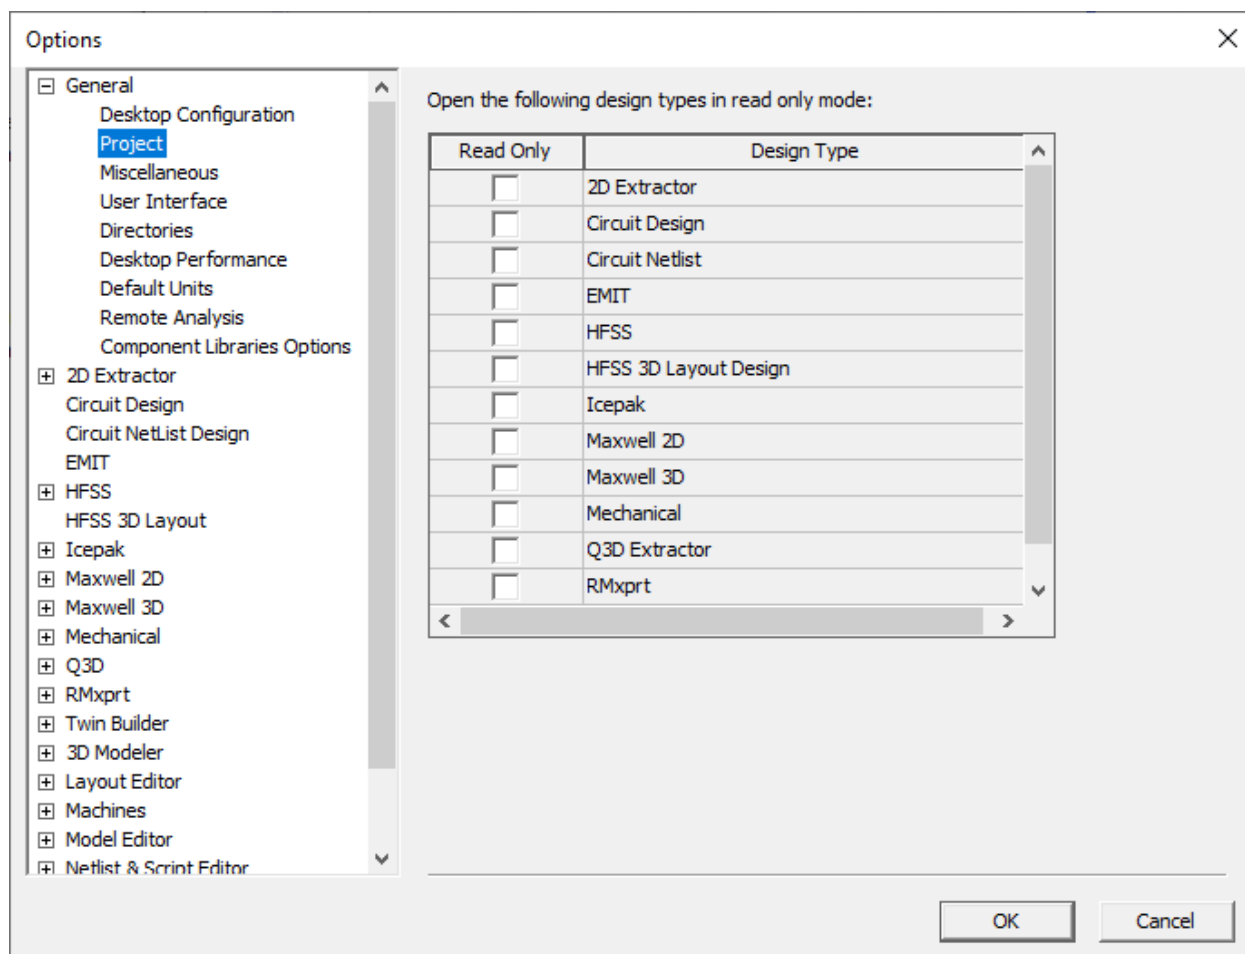 Options
General
Desktop Configuration
Project
Miscellaneous
User Interface
Directories
Desktop Performance
Default Units
Remote Analysis
Component Libraries Options
2D Extractor
Circuit Design
Circuit NetList Design
EMIT
HFSS
HFSS 3D Layout
Icepak
Maxwell 2D
Maxwell 3D
Mechanical
Q3D
RMxprt
Twin Builder
3D Modeler
Layout Editor
Machines
Model Editor
Netlist & Script Editor
Open the following design types in read only mode:
Read Only Design Type
2D Extractor
Circuit Design
Circuit Netlist
EMIT
HFSS
HFSS 3D Layout Design
Icepak
Maxwell 2D
Maxwell 3D
Mechanical
Q3D Extractor
RMxprt
OK Cancel